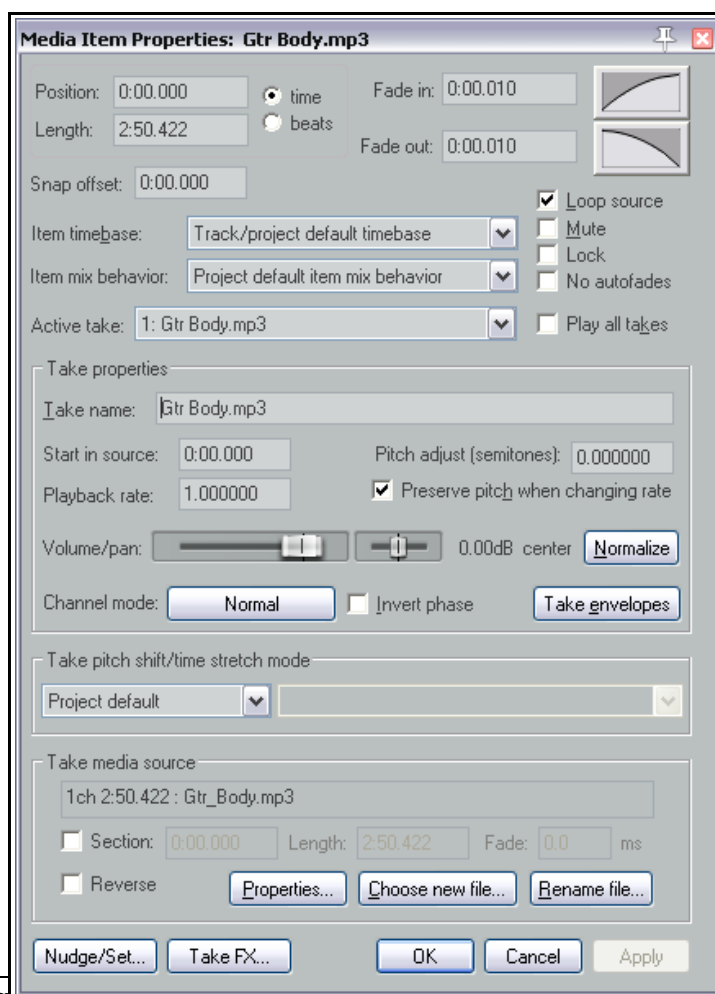 Media Item Properties: Gtr Body.mp3
Position: 0:00.000 time Fade in: 0:00.010
Length: 2:50.422 beats Fade out: 0:00.010
Snap offset: 0:00.000
Loop source
Item timebase: Track/project default timebase Mute
Lock
Item mix behavior: Project default item mix behavior No autofades
Active take: 1: Gtr Body.mp3 Play all takes
Take properties
Take name: Gtr Body.mp3
Start in source: 0:00.000 Pitch adjust (semitones): 0.000000
Playback rate: 1.000000 Preserve pitch when changing rate
Volume/pan: 0.00dB center Normalize
Channel mode: Normal Invert phase Take envelopes
Take pitch shift/time stretch mode
Project default
Take media source
1ch 2:50.422 : Gtr_Body.mp3
Section: 0:00.000 Length: 2:50.422 Fade: 0.0 ms
Reverse Properties... Choose new file... Rename file...
Nudge/Set... Take FX... OK Cancel Apply